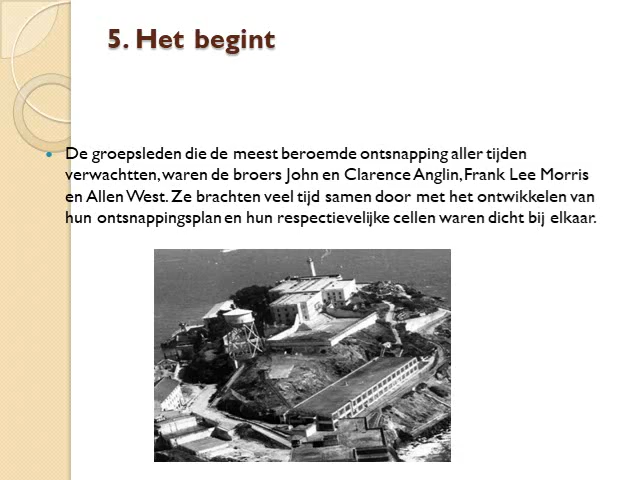 5. Het begint
De groepsleden die de meest beroemde ontsnapping aller tijden
verwachtten, waren de broers John en Clarence Anglin, Frank Lee Morris
en Allen West. Ze brachten veel tijd samen door met het ontwikkelen van
hun ontsnappingsplan en hun respectievelijke cellen waren dicht bij elkaar.